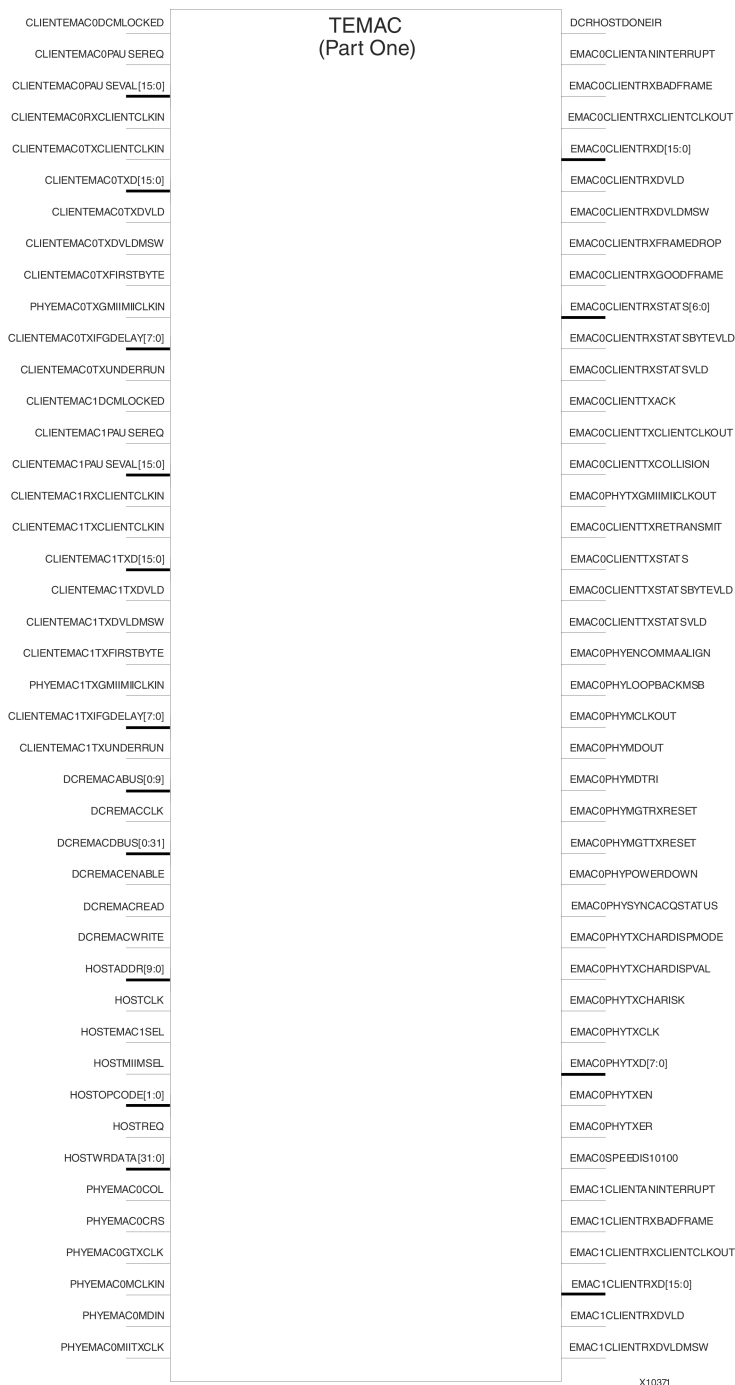 TEMAC
(Part One)
CLIENTEMAC0DCMLOCKED
CLIENTEMAC0PAUSEREQ
CLIENTEMAC0PAUSEVAL[15:0]
CLIENTEMAC0RXCLIENTCLKIN
CLIENTEMAC0TXCLIENTCLKIN
CLIENTEMAC0TXD[15:0]
CLIENTEMAC0TXDVLD
CLIENTEMAC0TXDVLDMSW
CLIENTEMAC0TXFIRSTBYTE
PHYEMAC0TXGMIIMIICLKIN
CLIENTEMAC0TXIFGDELAY[7:0]
CLIENTEMAC0TXUNDERRUN
CLIENTEMAC1DCMLOCKED
CLIENTEMAC1PAUSEREQ
CLIENTEMAC1PAUSEVAL[15:0]
CLIENTEMAC1RXCLIENTCLKIN
CLIENTEMAC1TXCLIENTCLKIN
CLIENTEMAC1TXD[15:0]
CLIENTEMAC1TXDVLD
CLIENTEMAC1TXDVLDMSW
CLIENTEMAC1TXFIRSTBYTE
PHYEMAC1TXGMIIMIICLKIN
CLIENTEMAC1TXIFGDELAY[7:0]
CLIENTEMAC1TXUNDERRUN
DCREMACABUS[0:9]
DCREMACCLK
DCREMACDBUS[0:31]
DCREMACENABLE
DCREMACREAD
DCREMACWRITE
HOSTADDR[9:0]
HOSTCLK
HOSTEMAC1SEL
HOSTMIIMSEL
HOSTOPCODE[1:0]
HOSTREQ
HOSTWRDATA[31:0]
PHYEMAC0COL
PHYEMAC0CRS
PHYEMAC0GTXCLK
PHYEMAC0MCLKIN
PHYEMAC0MDIN
PHYEMAC0MIITXCLK
DCRHOSTDONEIR
EMAC0CLIENTANINTERRUPT
EMAC0CLIENTRXBADFRAME
EMAC0CLIENTRXCLIENTCLKOUT
EMAC0CLIENTRXD[15:0]
EMAC0CLIENTRXDVLD
EMAC0CLIENTRXDVLDMSW
EMAC0CLIENTRXFRAMEDROP
EMAC0CLIENTRXGOODFRAME
EMAC0CLIENTRXSTATS[6:0]
EMAC0CLIENTRXSTATSBYTEVLD
EMAC0CLIENTRXSTATSVLD
EMAC0CLIENTTXACK
EMAC0CLIENTTXCLIENTCLKOUT
EMAC0CLIENTTXCOLLISION
EMAC0PHYTXGMIIMIICLKOUT
EMAC0CLIENTTXRETRANSMIT
EMAC0CLIENTTXSTATS
EMAC0CLIENTTXSTATSBYTEVLD
EMAC0CLIENTTXSTATSVLD
EMAC0PHYENCOMMAALIGN
EMAC0PHYLOOPBACKMSB
EMAC0PHYMCLKOUT
EMAC0PHYMDOUT
EMAC0PHYMDTRI
EMAC0PHYMGTRXRESET
EMAC0PHYMGTTXRESET
EMAC0PHYPOWERDOWN
EMAC0PHYSYNCACQSTATUS
EMAC0PHYTXCHARDISPMODE
EMAC0PHYTXCHARDISPVAL
EMAC0PHYTXCHARISK
EMAC0PHYTXCLK
EMAC0PHYTXD[7:0]
EMAC0PHYTXEN
EMAC0PHYTXER
EMAC0SPEEDIS10100
EMAC1CLIENTANINTERRUPT
EMAC1CLIENTRXBADFRAME
EMAC1CLIENTRXCLIENTCLKOUT
EMAC1CLIENTRXD[15:0]
EMAC1CLIENTRXDVLD
EMAC1CLIENTRXDVLDMSW
X10371